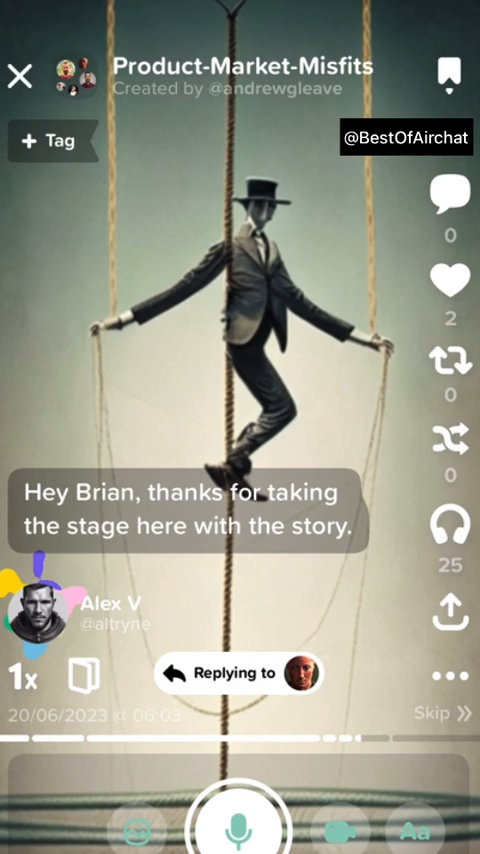 Product-Market-Misfits
Created by @andrewgleave
+ Tag
@BestOfAirchat
0
2
0
0
Hey Brian, thanks for taking
the stage here with the story.
25
Alex V
@altryne
1x
Replying to
20/06/2023 @ 06:03
Skip
Aa